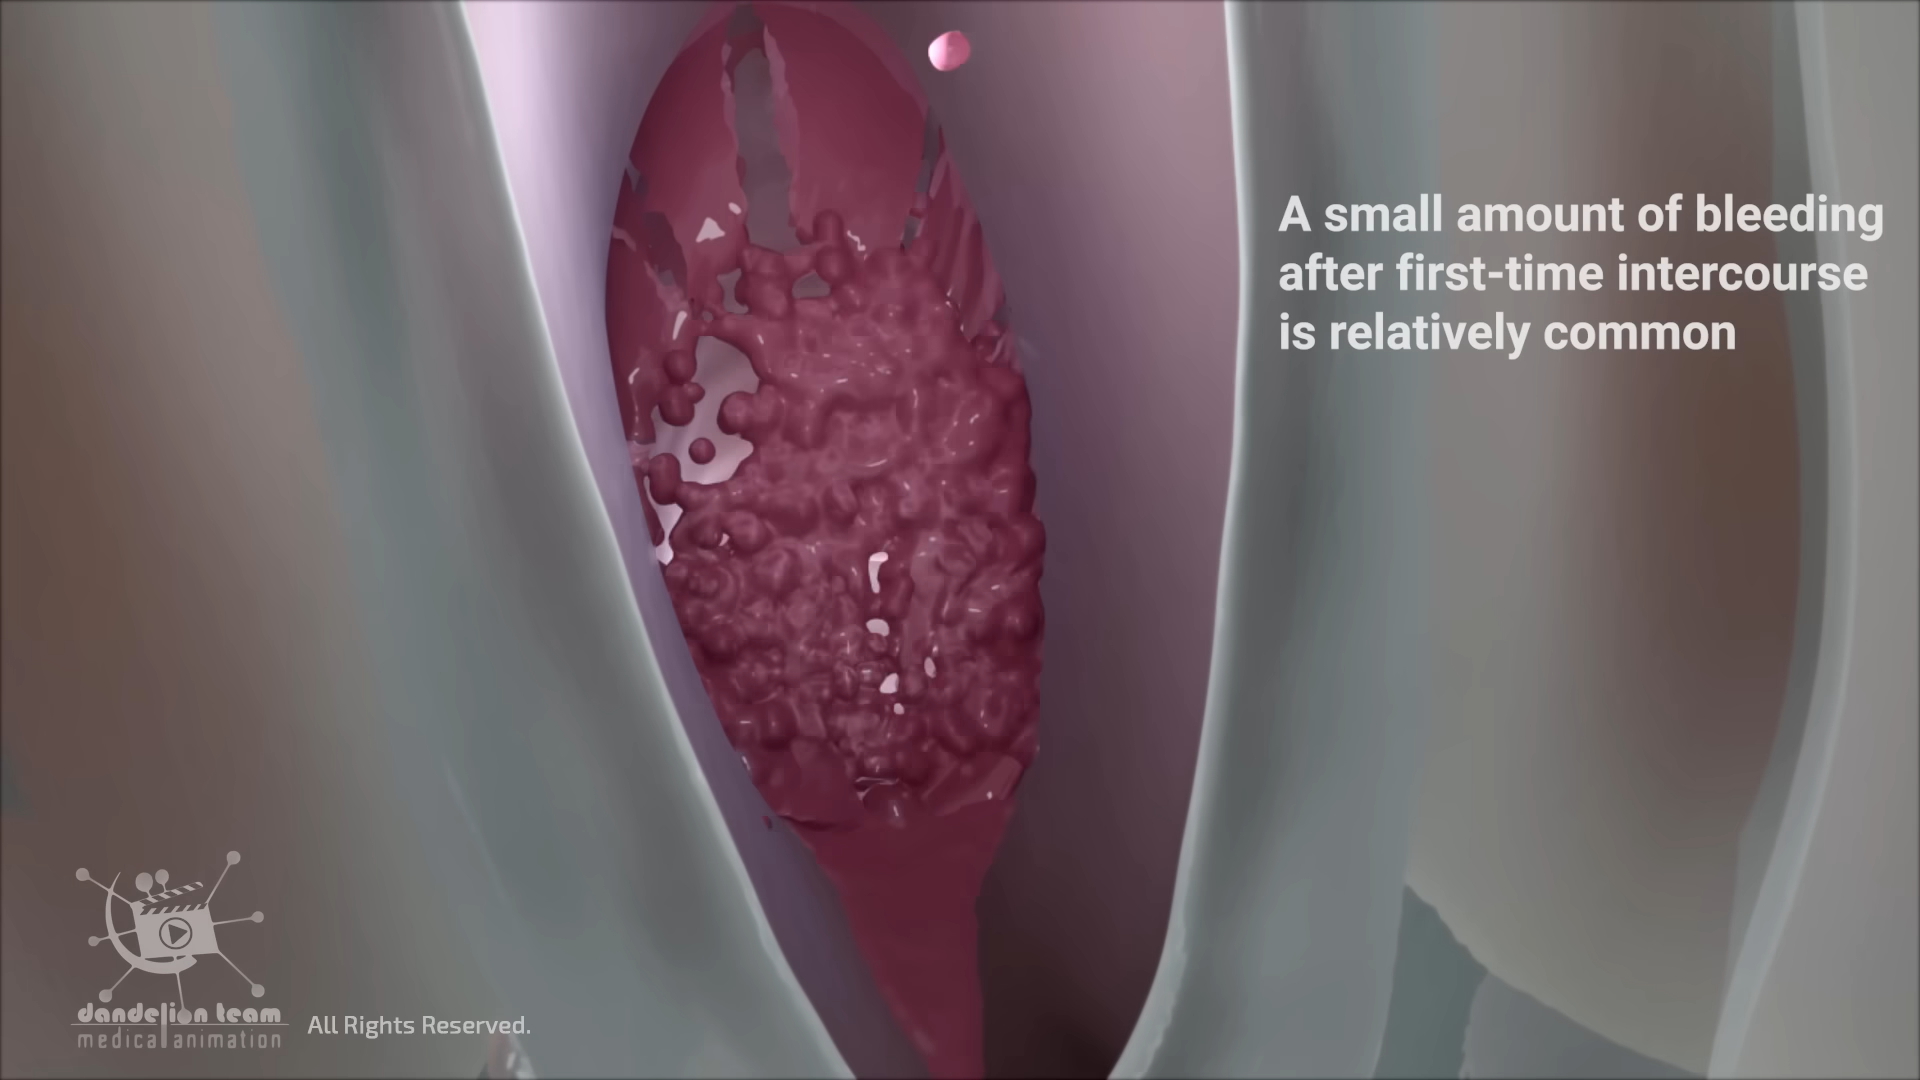 A small amount of bleeding
after first-time intercourse
is relatively common
dandelion team
medical animation
All Rights Reserved.